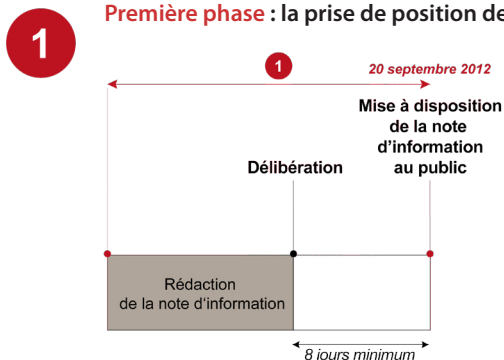 1
Première phase : la prise de position de
1
20 septembre 2012
Mise à disposition
de la note
d'information
au public
Délibération
Rédaction
de la note d'information
8 jours minimum